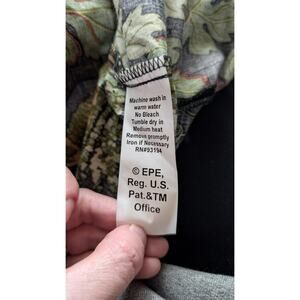 Machine wash in
warm water
No Bleach
Tumble dry in
Medium heat
Remove promptly
Iron if Necessary
RN#93194
© EPE,
Reg. U.S.
Pat.&TM
Office